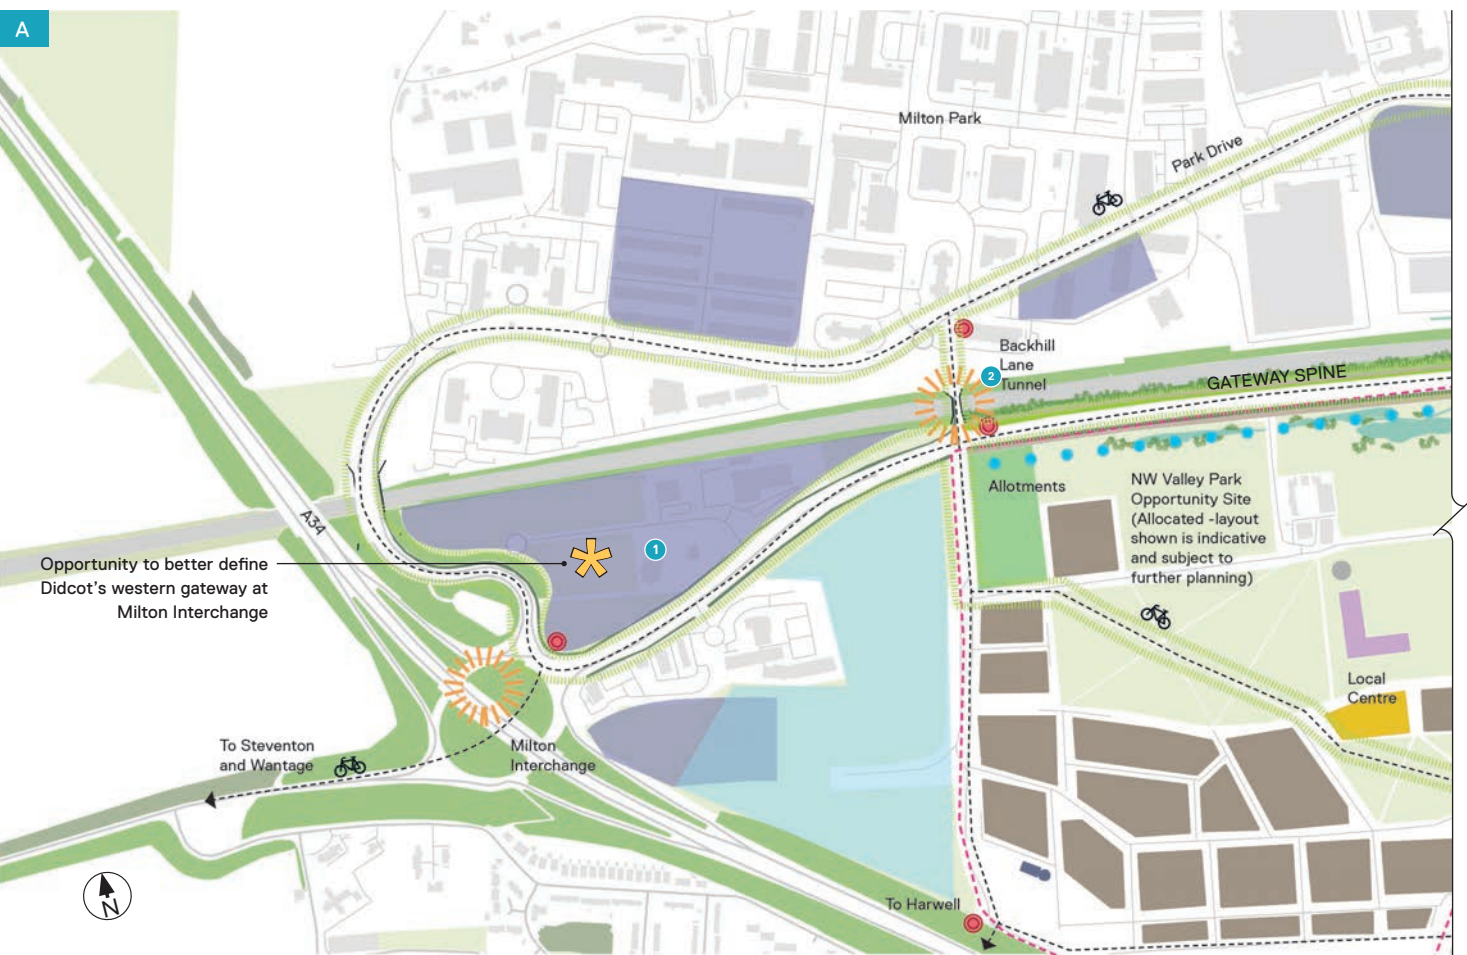 A
Milton Park
Park Drive
Backhill
Lane
Tunnel
2
GATEWAY SPINE
A34
Allotments
NW Valley Park
Opportunity Site
(Allocated -layout
shown is indicative
and subject to
further planning)
1
Opportunity to better define
Didcot's western gateway at
Milton Interchange
Local
Centre
To Steventon
and Wantage
Milton
Interchange
To Harwell
N